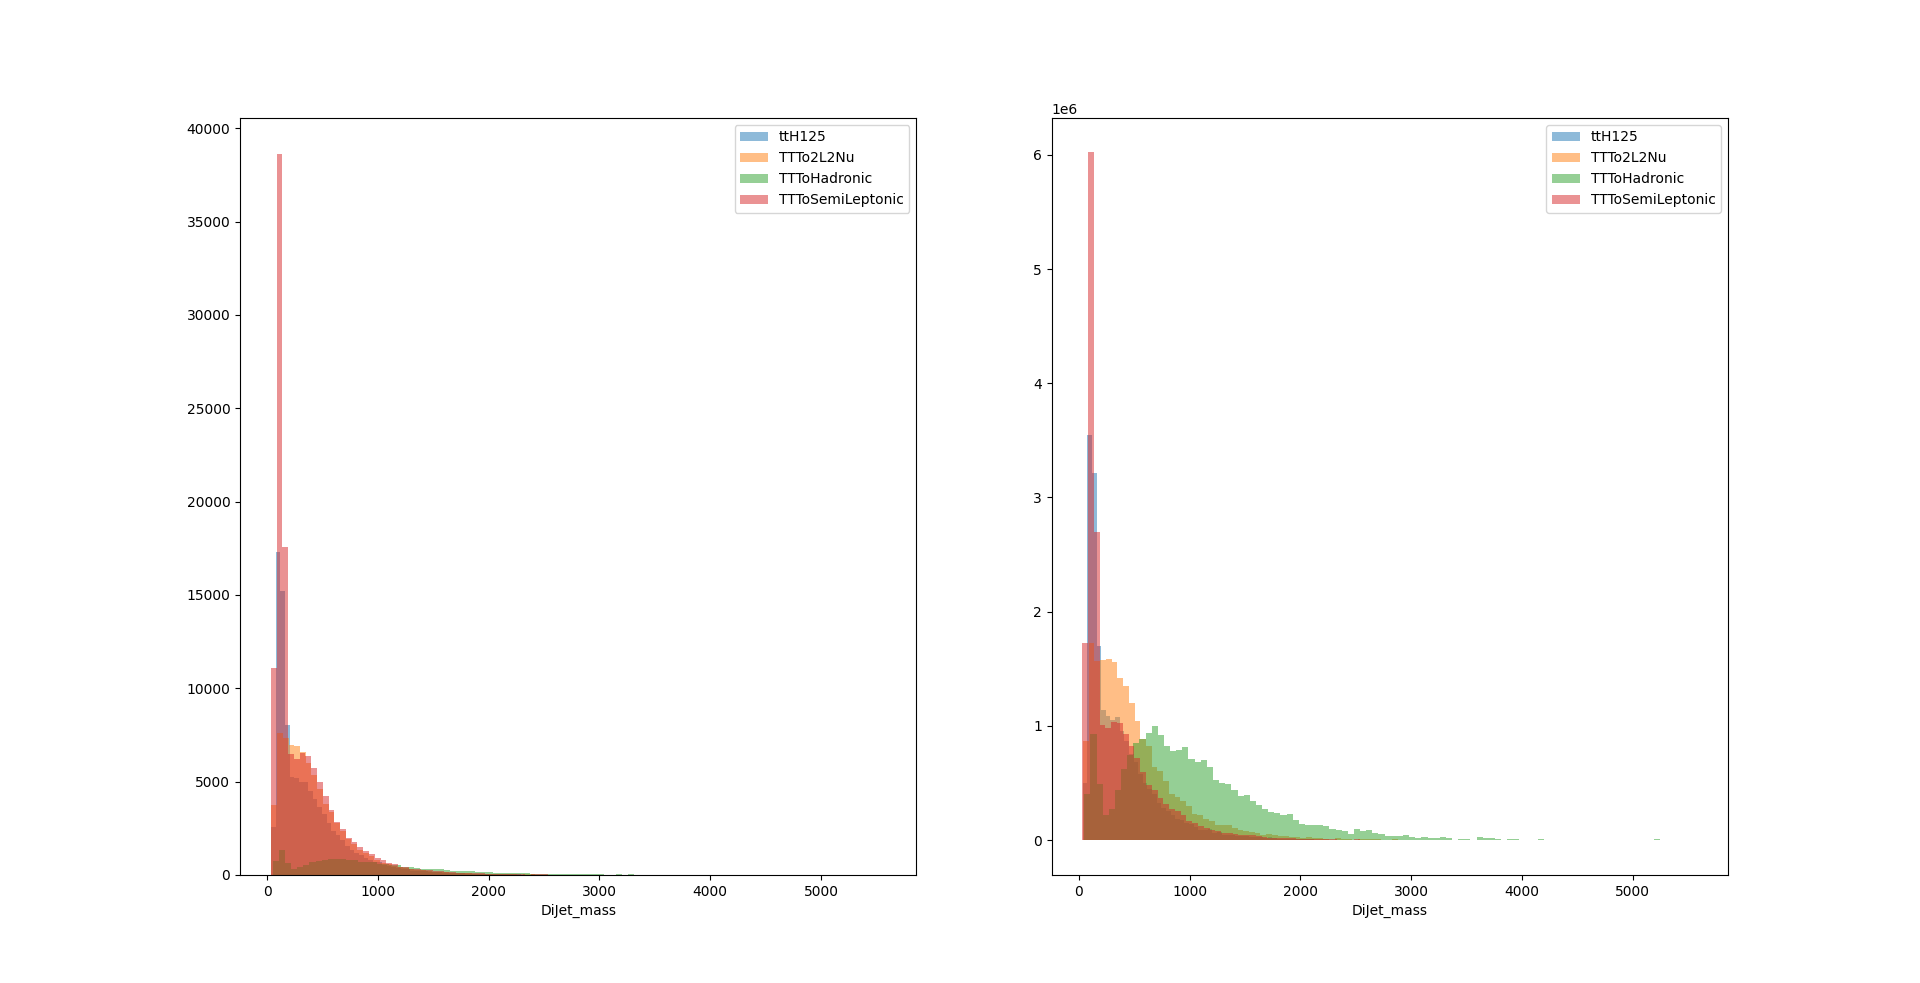 40000
35000
30000
25000
20000
15000
10000
5000
0
0 1000 2000 3000 4000 5000
DiJet_mass
ttH125
TTTo2L2Nu
TTToHadronic
TTToSemiLeptonic
1e6
6
5
4
3
2
1
0
0 1000 2000 3000 4000 5000
DiJet_mass
ttH125
TTTo2L2Nu
TTToHadronic
TTToSemiLeptonic